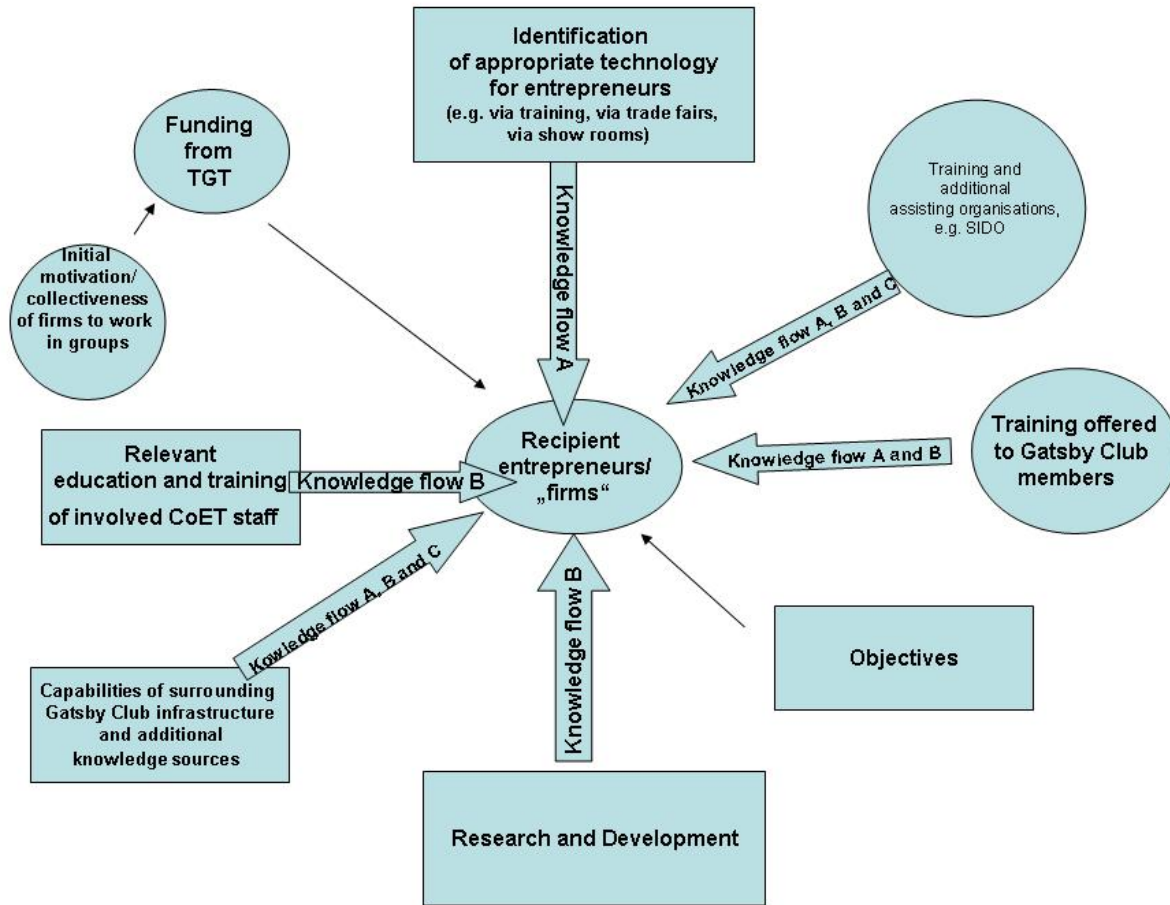 Identification
of appropriate technology
for entrepreneurs
(e.g. via training, via trade fairs,
via show rooms)
Funding
from
TGT
Training and
additional
assisting organisations,
e.g. SIDO
Initial
motivation/
collectiveness
of firms to work
in groups
Knowledge flow A
Knowledge flow A, B and C
Recipient
entrepreneurs/
„firms“
Knowledge flow A and B
Training offered
to Gatsby Club
members
Relevant
education and training
of involved CoET staff
Knowledge flow B
Kowledge flow A, B and C
Knowledge flow B
Objectives
Capabilities of surrounding
Gatsby Club infrastructure
and additional
knowledge sources
Research and Development